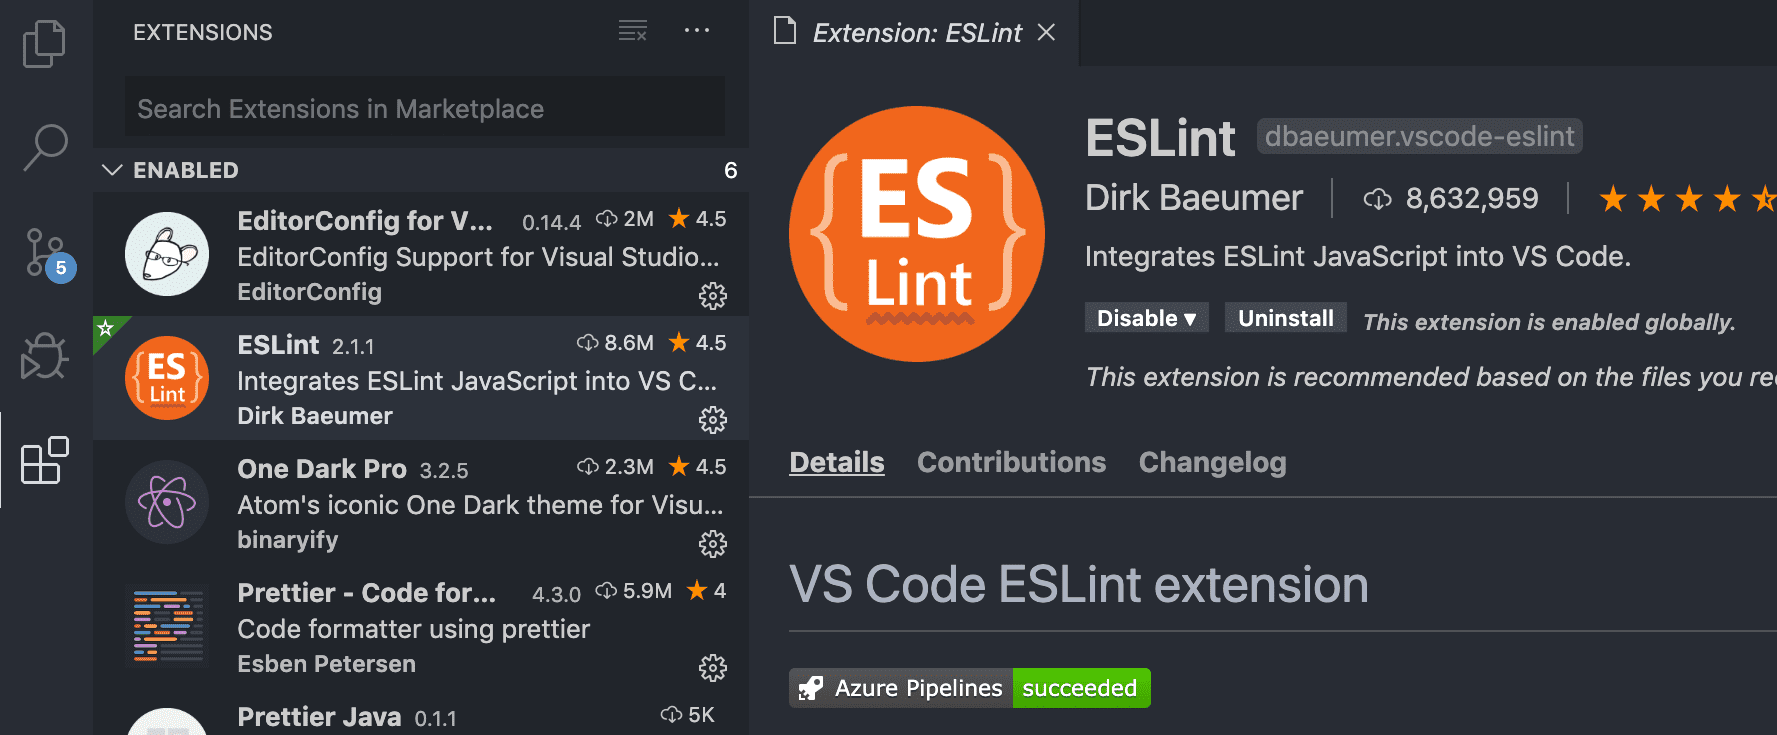 EXTENSIONS
Search Extensions in Marketplace
ENABLED 6
EditorConfig for V... 0.14.4 2M 4.5
EditorConfig Support for Visual Studio...
EditorConfig
ESLint 2.1.1 8.6M 4.5
Integrates ESLint JavaScript into VS C...
Dirk Baeumer
One Dark Pro 3.2.5 2.3M 4.5
Atom's iconic One Dark theme for Visu...
binaryify
Prettier - Code for... 4.3.0 5.9M 4
Code formatter using prettier
Esben Petersen
Prettier Java 0.1.1 5K
5
ES
Lint
Extension: ESLint
{ES
Lint}
ESLint dbaeumer.vscode-eslint
Dirk Baeumer 8,632,959
Integrates ESLint JavaScript into VS Code.
Disable ▾ Uninstall This extension is enabled globally.
This extension is recommended based on the files you
Details Contributions Changelog
VS Code ESLint extension
Azure Pipelines succeeded